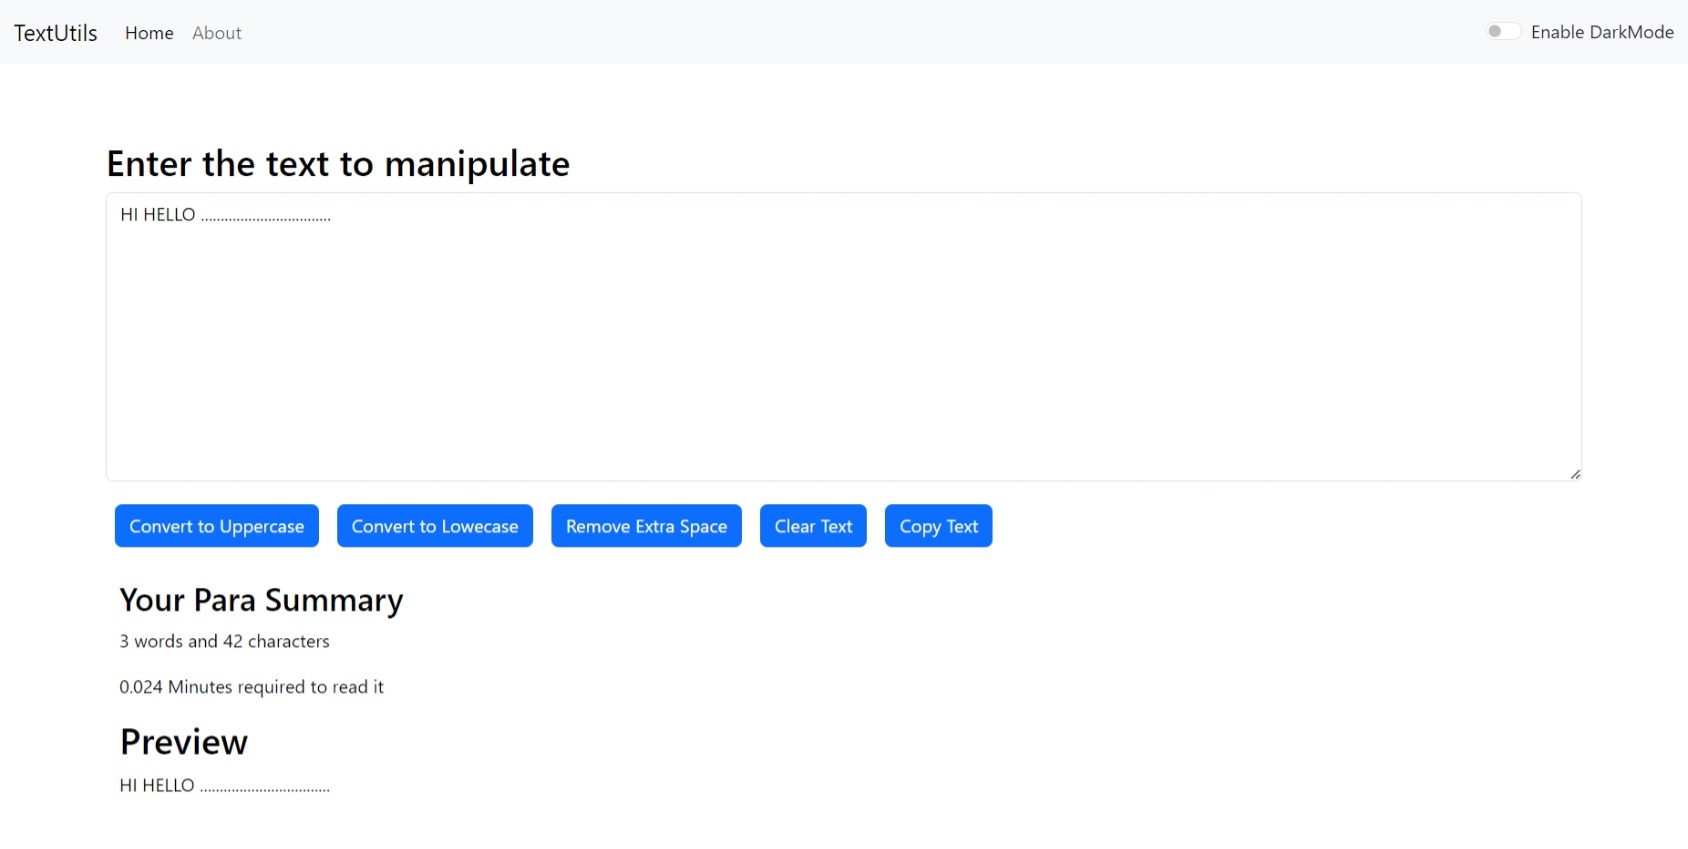 TextUtils Home About Enable DarkMode
Enter the text to manipulate
HI HELLO .................................
Convert to Uppercase Convert to Lowecase Remove Extra Space Clear Text Copy Text
Your Para Summary
3 words and 42 characters
0.024 Minutes required to read it
Preview
HI HELLO .................................